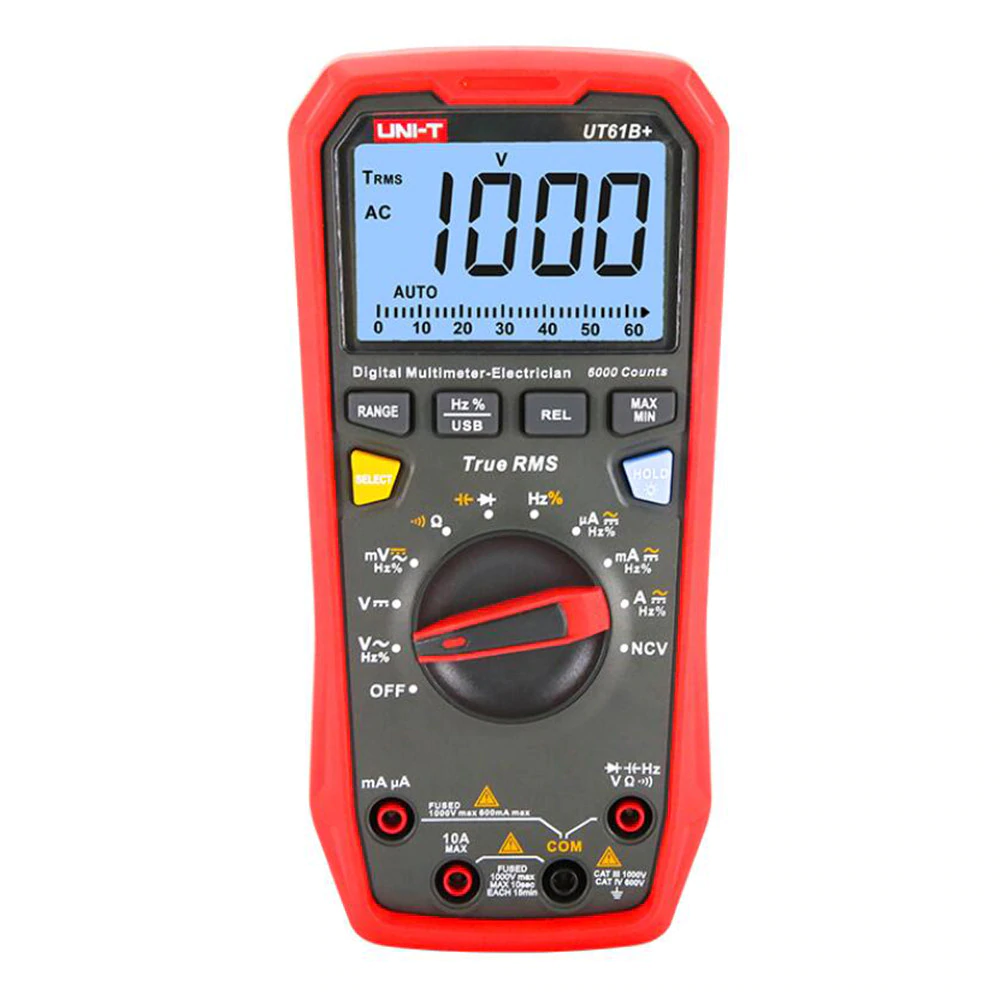 UNI-T UT61B+
V
TRMS
AC
1000
AUTO
0 10 20 30 40 50 60
Digital Multimeter-Electrician 6000 Counts
RANGE
Hz %
USB
REL
MAX
MIN
SELECT
True RMS
HOLD
Hz%
Ω
µA
Hz%
mV
Hz%
mA
Hz%
V
A
Hz%
V~
Hz%
NCV
OFF
mA µA
Hz
V Ω
FUSED
1000V max 600mA max
10A
MAX
COM
FUSED
1000V max
MAX 10sec
EACH 15min
CAT III 1000V
CAT IV 600V